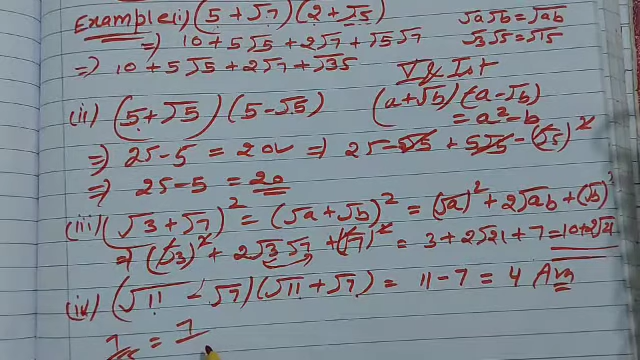 Example:(i) (5+√7)(2+√5) √a√b=√ab
⇒ 10+5√5+2√7+√5√7 √3√5=√15
⇒ 10+5√5+2√7+√35
(ii) (5+√5)(5-√5) (a+√b)(a-√b)
= a²-b
⇒ 25-5 = 20 ⇒ 25-5√5+5√5-(√5)²
⇒ 25-5 = 20
(iii) (√3+√7)² = (√a+√b)² = (√a)²+2√ab+(√b)²
⇒ (√3)²+2√3√7+(√7)² = 3+2√21+7=10+2√21
(iv) (√11-√7)(√11+√7) = 11-7 = 4 Ans